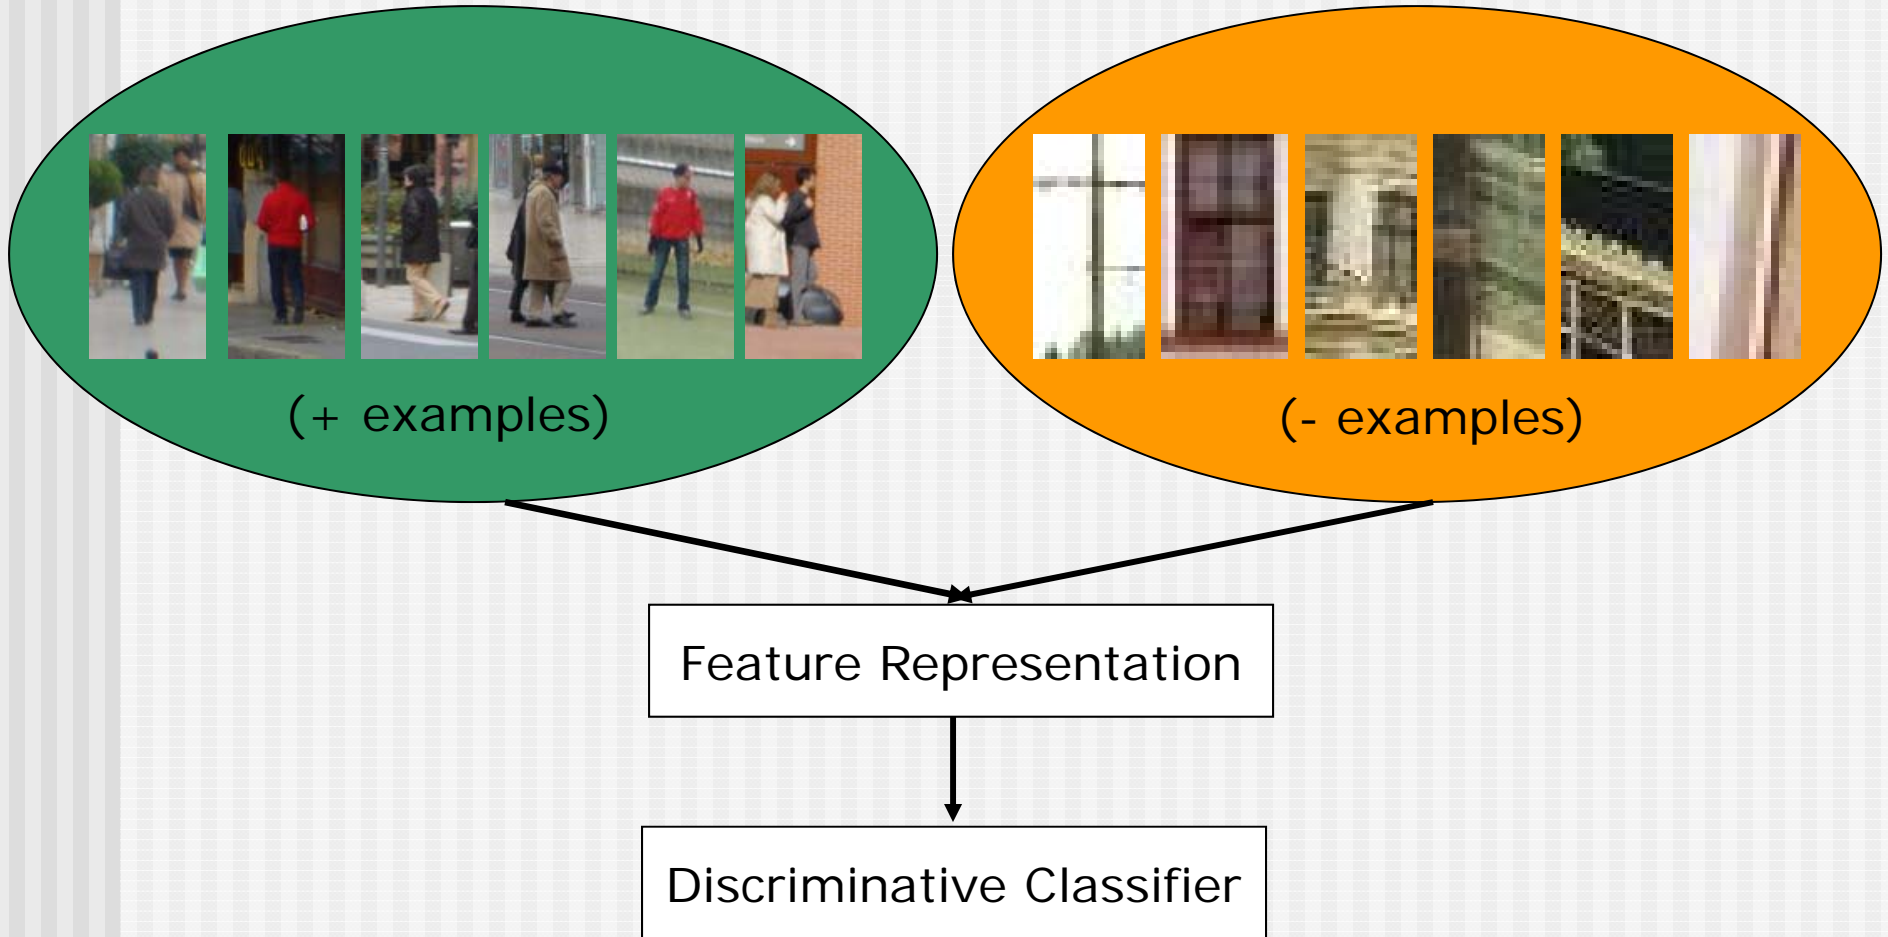 (+ examples)
(- examples)
Feature Representation
Discriminative Classifier